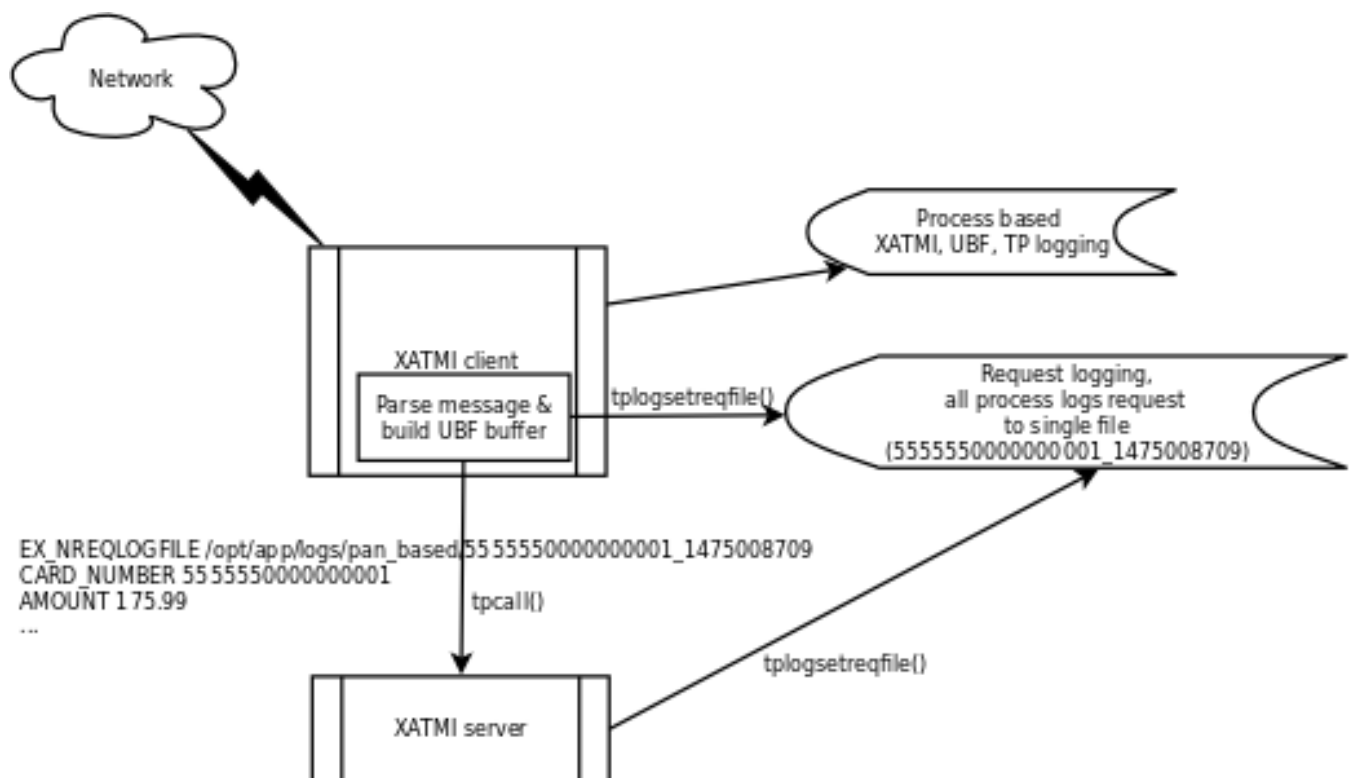 Network
Process based
XATMI, UBF, TP logging
XATMI client
Parse message &
build UBF buffer
tplogsetreqfile()
Request logging,
all process logs request
to single file
(5555550000000001_1475008709)
EX_NREQLOGFILE /opt/app/logs/pan_based/5555550000000001_1475008709
CARD_NUMBER 5555550000000001
AMOUNT 175.99
...
tpcall()
tplogsetreqfile()
XATMI server